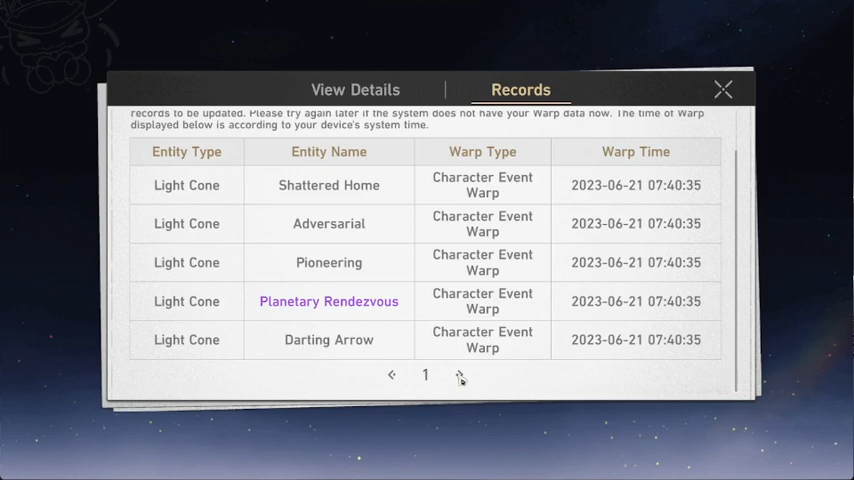 View Details
Records
records to be updated. Please try again later if the system does not have your Warp data now. The time of Warp
displayed below is according to your device's system time.
Entity Type Entity Name Warp Type Warp Time
Light Cone Shattered Home Character Event Warp 2023-06-21 07:40:35
Light Cone Adversarial Character Event Warp 2023-06-21 07:40:35
Light Cone Pioneering Character Event Warp 2023-06-21 07:40:35
Light Cone Planetary Rendezvous Character Event Warp 2023-06-21 07:40:35
Light Cone Darting Arrow Character Event Warp 2023-06-21 07:40:35
1